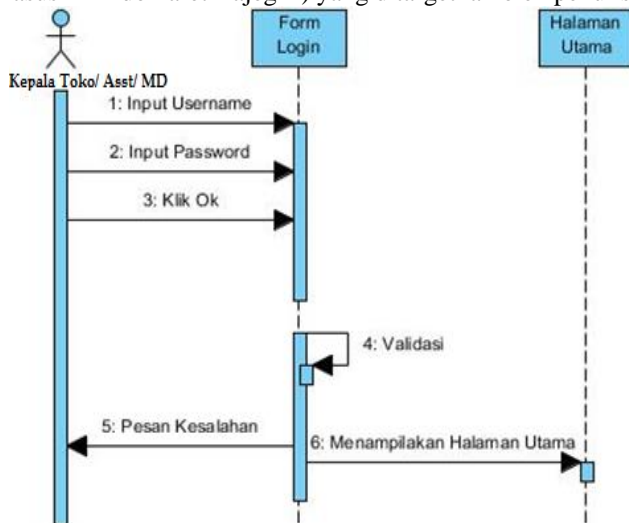 Form
Login
Halaman
Utama
Kepala Toko/ Asst/ MD
1: Input Username
2: Input Password
3: Klik Ok
4: Validasi
5: Pesan Kesalahan
6: Menampilakan Halaman Utama